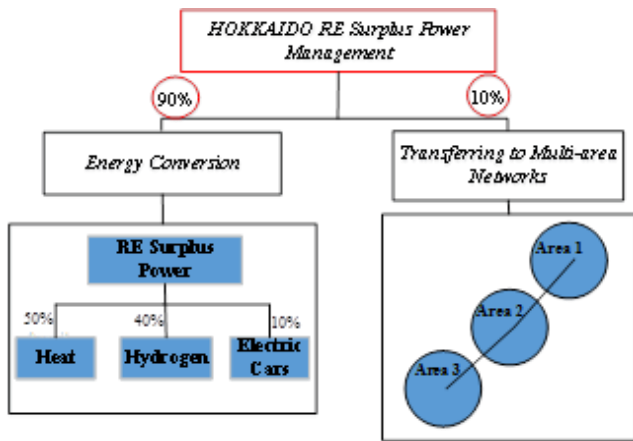 HOKKAIDO RE Surplus Power
Management
90%
10%
Energy Conversion
Transferring to Multi-area
Networks
RE Surplus
Power
50%
40%
10%
Heat
Hydrogen
Electric
Cars
Area 1
Area 2
Area 3